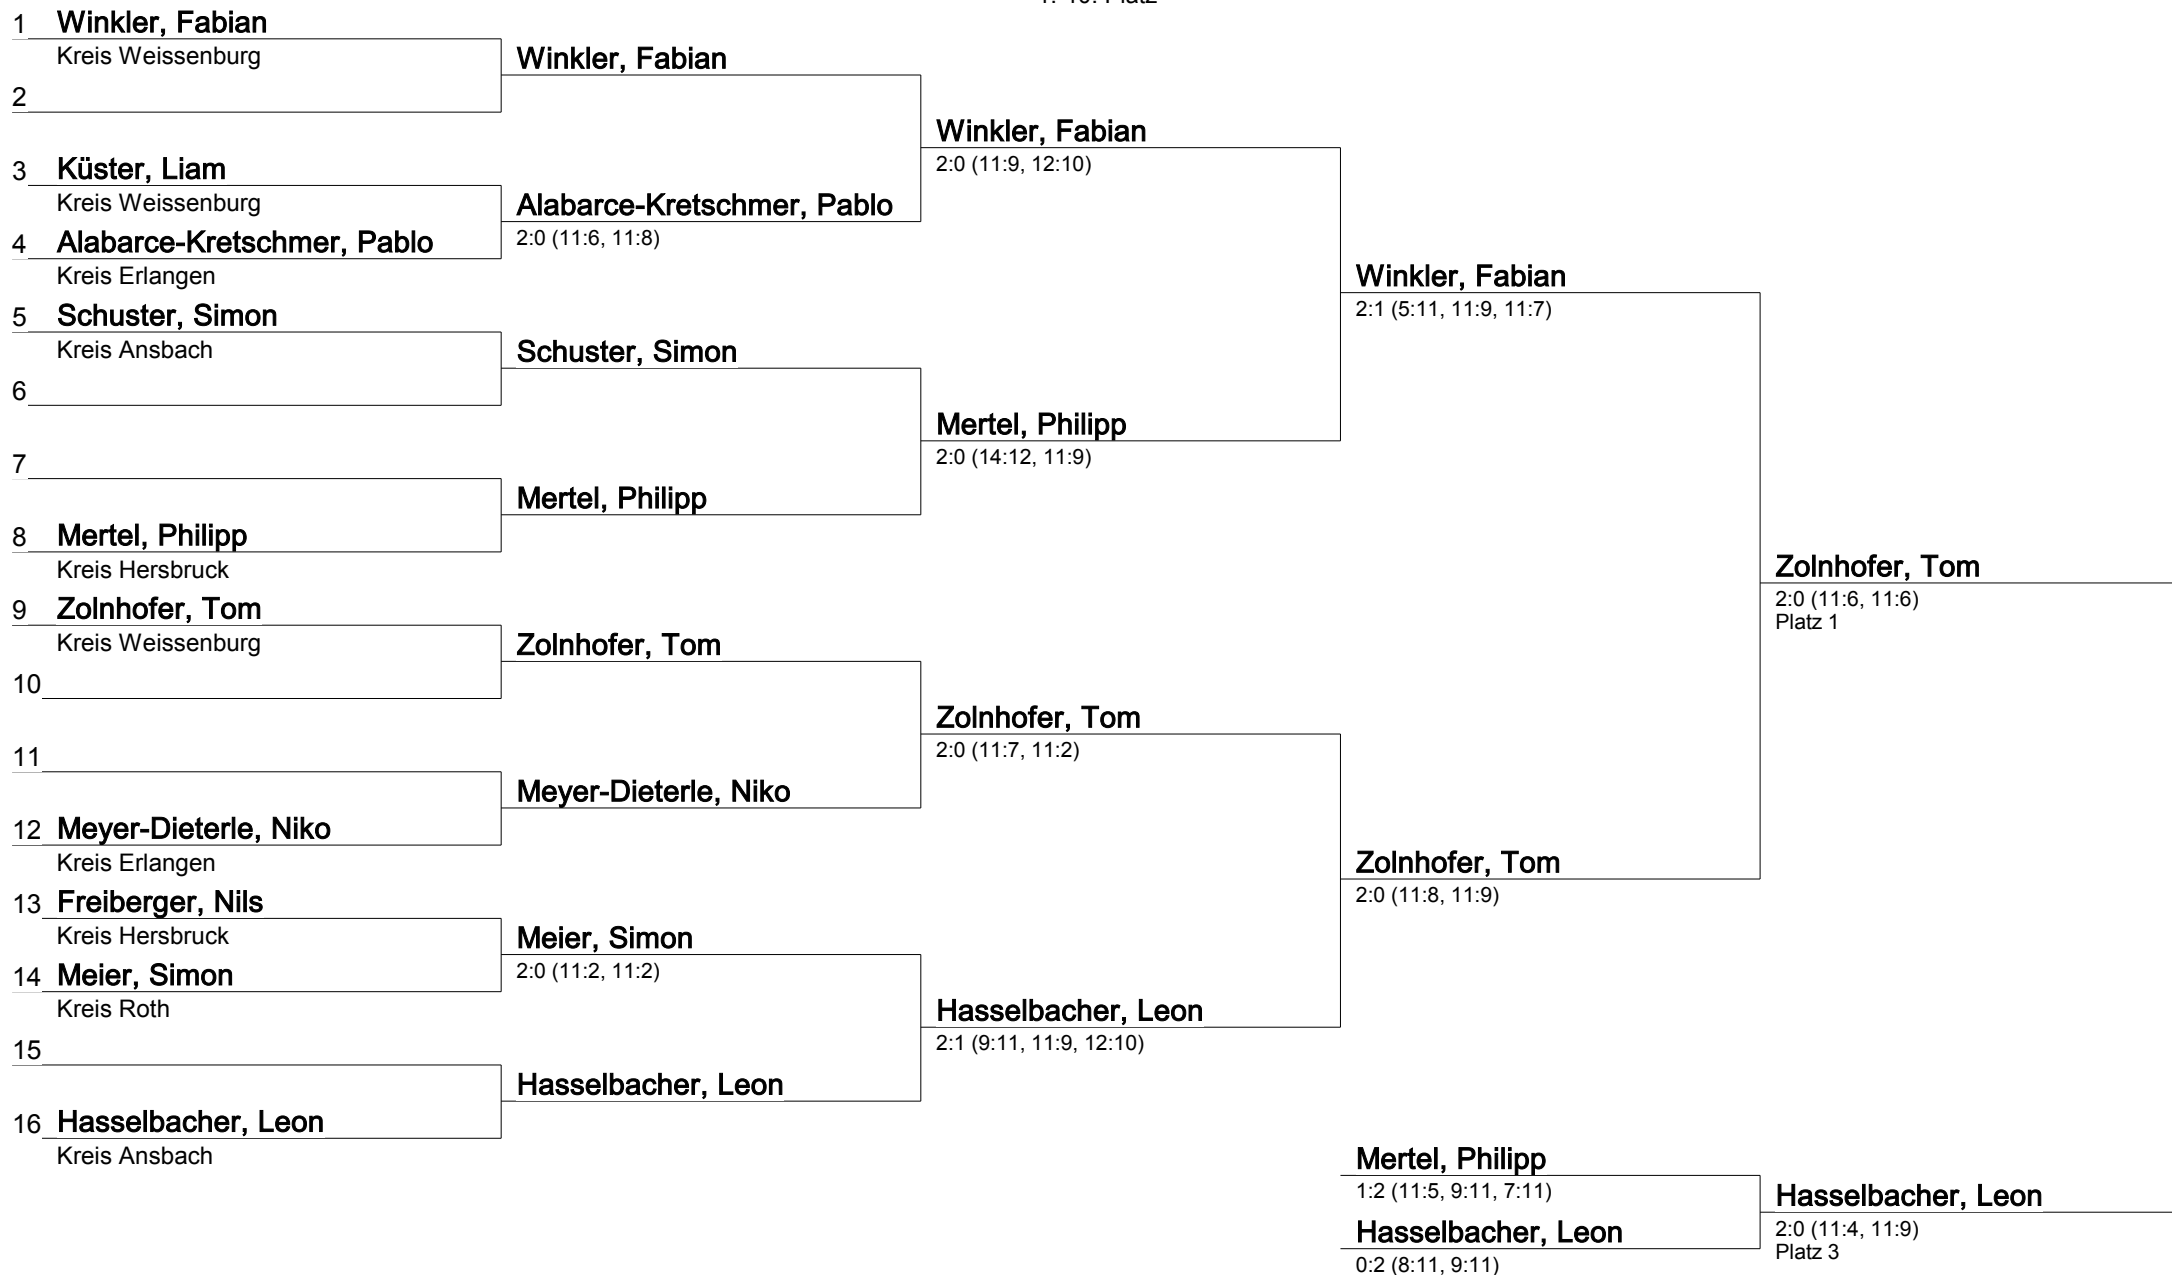 1 Winkler, Fabian
Kreis Weissenburg
2
3 Küster, Liam
Kreis Weissenburg
4 Alabarce-Kretschmer, Pablo
Kreis Erlangen
5 Schuster, Simon
Kreis Ansbach
6
7
8 Mertel, Philipp
Kreis Hersbruck
9 Zolnhofer, Tom
Kreis Weissenburg
10
11
12 Meyer-Dieterle, Niko
Kreis Erlangen
13 Freiberger, Nils
Kreis Hersbruck
14 Meier, Simon
Kreis Roth
15
16 Hasselbacher, Leon
Kreis Ansbach
Winkler, Fabian
Alabarce-Kretschmer, Pablo
2:0 (11:6, 11:8)
Schuster, Simon
Mertel, Philipp
Zolnhofer, Tom
Meyer-Dieterle, Niko
Meier, Simon
2:0 (11:2, 11:2)
Hasselbacher, Leon
Winkler, Fabian
2:0 (11:9, 12:10)
Mertel, Philipp
2:0 (14:12, 11:9)
Zolnhofer, Tom
2:0 (11:7, 11:2)
Hasselbacher, Leon
2:1 (9:11, 11:9, 12:10)
Winkler, Fabian
2:1 (5:11, 11:9, 11:7)
Zolnhofer, Tom
2:0 (11:8, 11:9)
Mertel, Philipp
1:2 (11:5, 9:11, 7:11)
Hasselbacher, Leon
0:2 (8:11, 9:11)
Zolnhofer, Tom
2:0 (11:6, 11:6)
Platz 1
Hasselbacher, Leon
2:0 (11:4, 11:9)
Platz 3